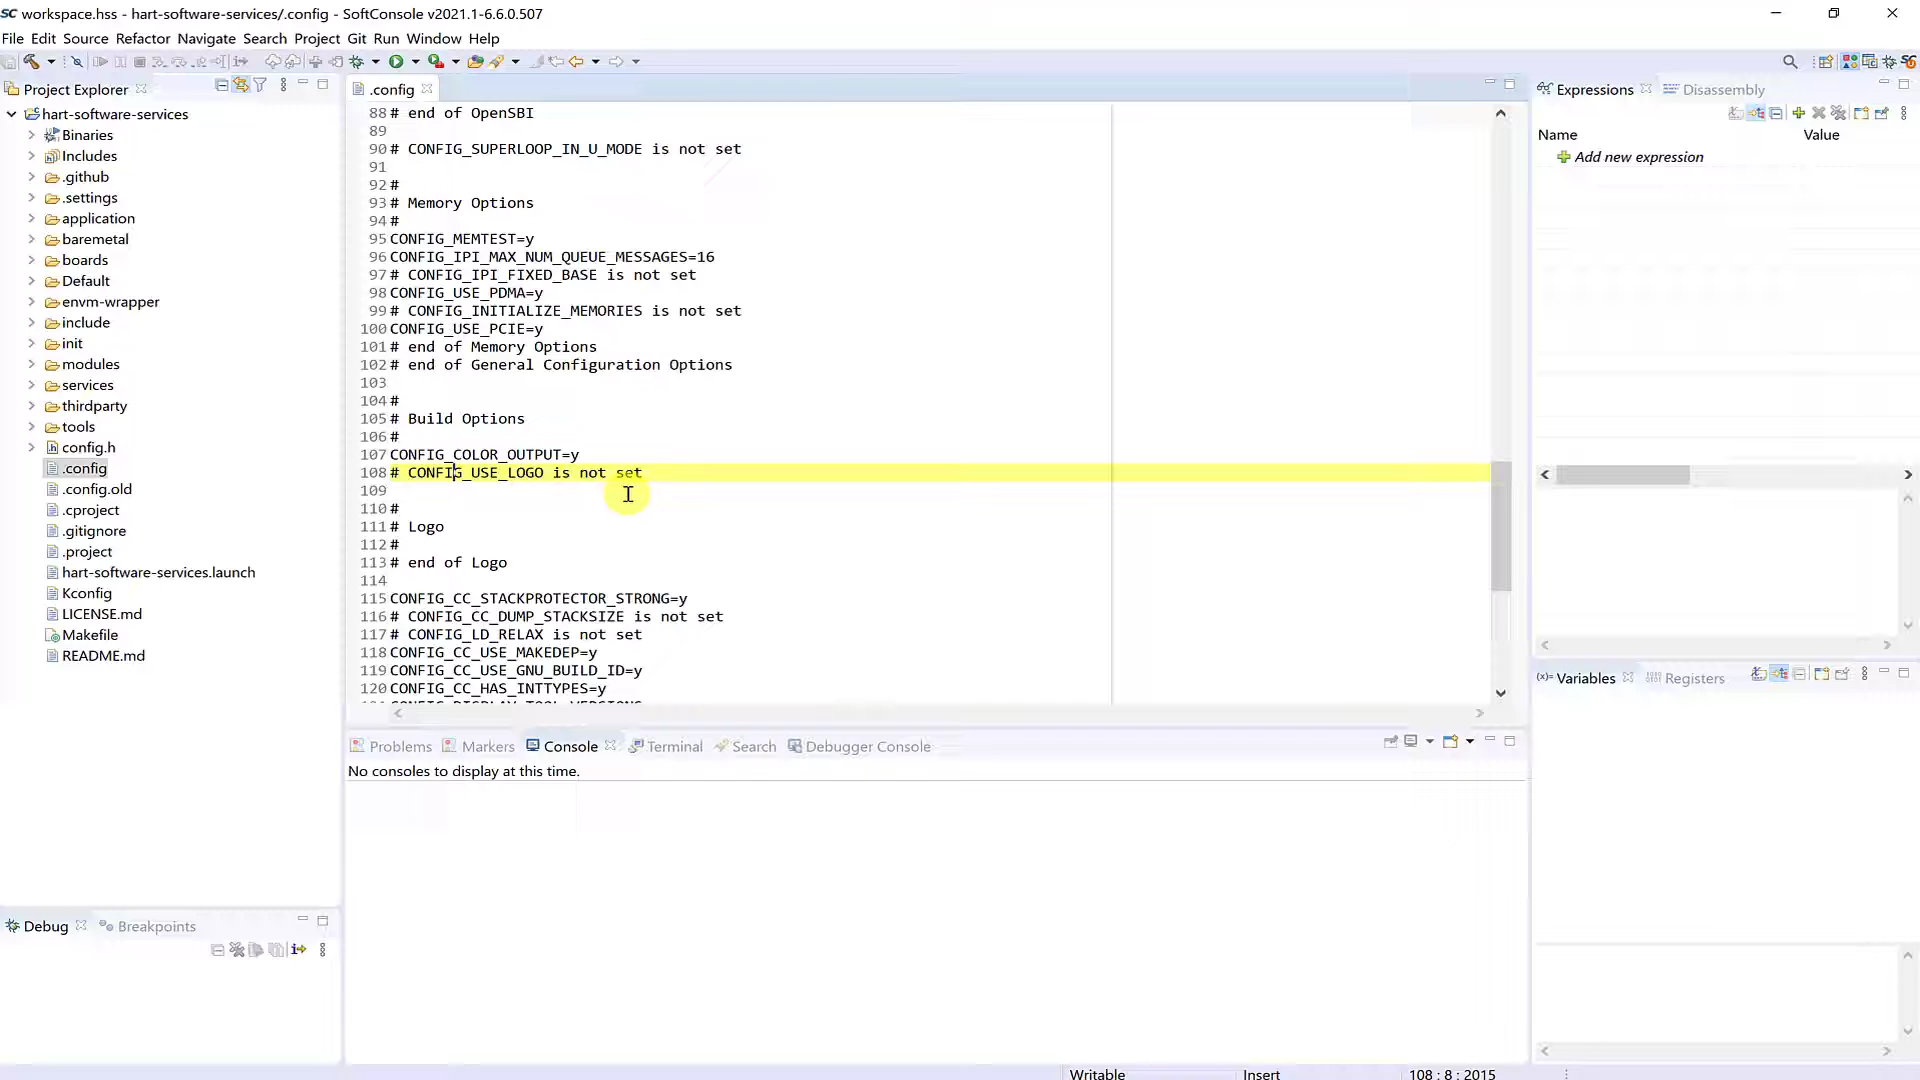 workspace.hss - hart-software-services/.config - SoftConsole v2021.1-6.6.0.507
File Edit Source Refactor Navigate Search Project Git Run Window Help
Project Explorer
hart-software-services
Binaries
Includes
.github
.settings
application
baremetal
boards
Default
envm-wrapper
include
init
modules
services
thirdparty
tools
config.h
.config
.config.old
.cproject
.gitignore
.project
hart-software-services.launch
Kconfig
LICENSE.md
Makefile
README.md
Debug Breakpoints
.config
88 # end of OpenSBI
89
90 # CONFIG_SUPERLOOP_IN_U_MODE is not set
91
92 #
93 # Memory Options
94 #
95 CONFIG_MEMTEST=y
96 CONFIG_IPI_MAX_NUM_QUEUE_MESSAGES=16
97 # CONFIG_IPI_FIXED_BASE is not set
98 CONFIG_USE_PDMA=y
99 # CONFIG_INITIALIZE_MEMORIES is not set
100 CONFIG_USE_PCIE=y
101 # end of Memory Options
102 # end of General Configuration Options
103
104 #
105 # Build Options
106 #
107 CONFIG_COLOR_OUTPUT=y
108 # CONFIG_USE_LOGO is not set
109
110 #
111 # Logo
112 #
113 # end of Logo
114
115 CONFIG_CC_STACKPROTECTOR_STRONG=y
116 # CONFIG_CC_DUMP_STACKSIZE is not set
117 # CONFIG_LD_RELAX is not set
118 CONFIG_CC_USE_MAKEDEP=y
119 CONFIG_CC_USE_GNU_BUILD_ID=y
120 CONFIG_CC_HAS_INTTYPES=y
Problems Markers Console Terminal Search Debugger Console
No consoles to display at this time.
Expressions Disassembly
Name Value
Add new expression
Variables Registers
Writable Insert 108 : 8 : 2015